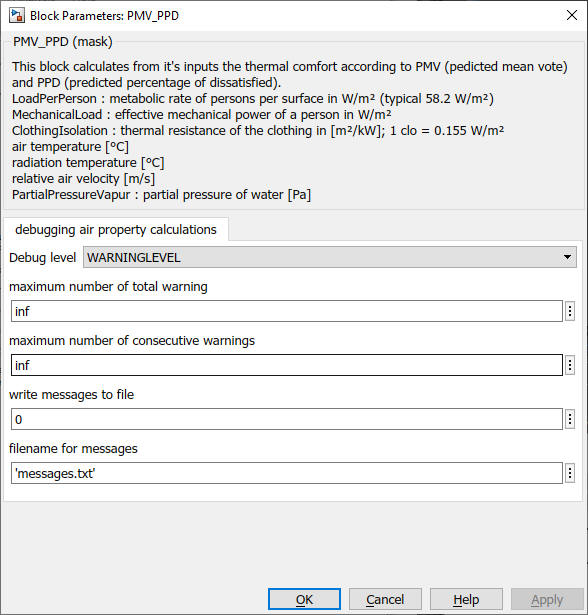 Block Parameters: PMV_PPD
PMV_PPD (mask)
This block calculates from it's inputs the thermal comfort according to PMV (pedicted mean vote)
and PPD (predicted percentage of dissatisfied).
LoadPerPerson : metabolic rate of persons per surface in W/m² (typical 58.2 W/m²)
MechanicalLoad : effective mechanical power of a person in W/m²
ClothingIsolation : thermal resistance of the clothing in [m²/kW]; 1 clo = 0.155 W/m²
air temperature [°C]
radiation temperature [°C]
relative air velocity [m/s]
PartialPressureVapur : partial pressure of water [Pa]
debugging air property calculations
Debug level WARNINGLEVEL
maximum number of total warning
inf
maximum number of consecutive warnings
inf
write messages to file
0
filename for messages
'messages.txt'
OK Cancel Help Apply